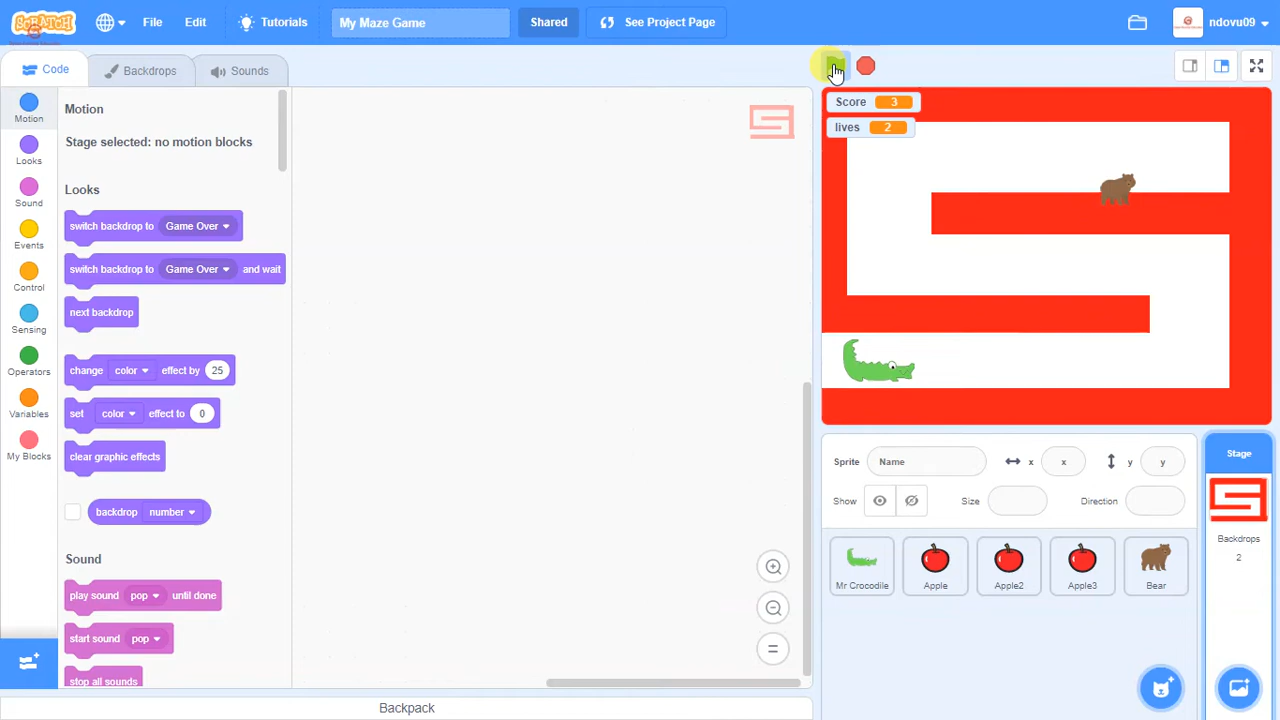 SCRATCH
File
Edit
Tutorials
My Maze Game
Shared
See Project Page
ndovu09
Code
Backdrops
Sounds
Motion
Looks
Sound
Events
Control
Sensing
Operators
Variables
My Blocks
Motion
Stage selected: no motion blocks
Looks
switch backdrop to Game Over
switch backdrop to Game Over and wait
next backdrop
change color effect by 25
set color effect to 0
clear graphic effects
backdrop number
Sound
play sound pop until done
start sound pop
stop all sounds
Backpack
Score 3
lives 2
Sprite Name x x y y
Show Size Direction
Mr Crocodile
Apple
Apple2
Apple3
Bear
Stage
Backdrops
2